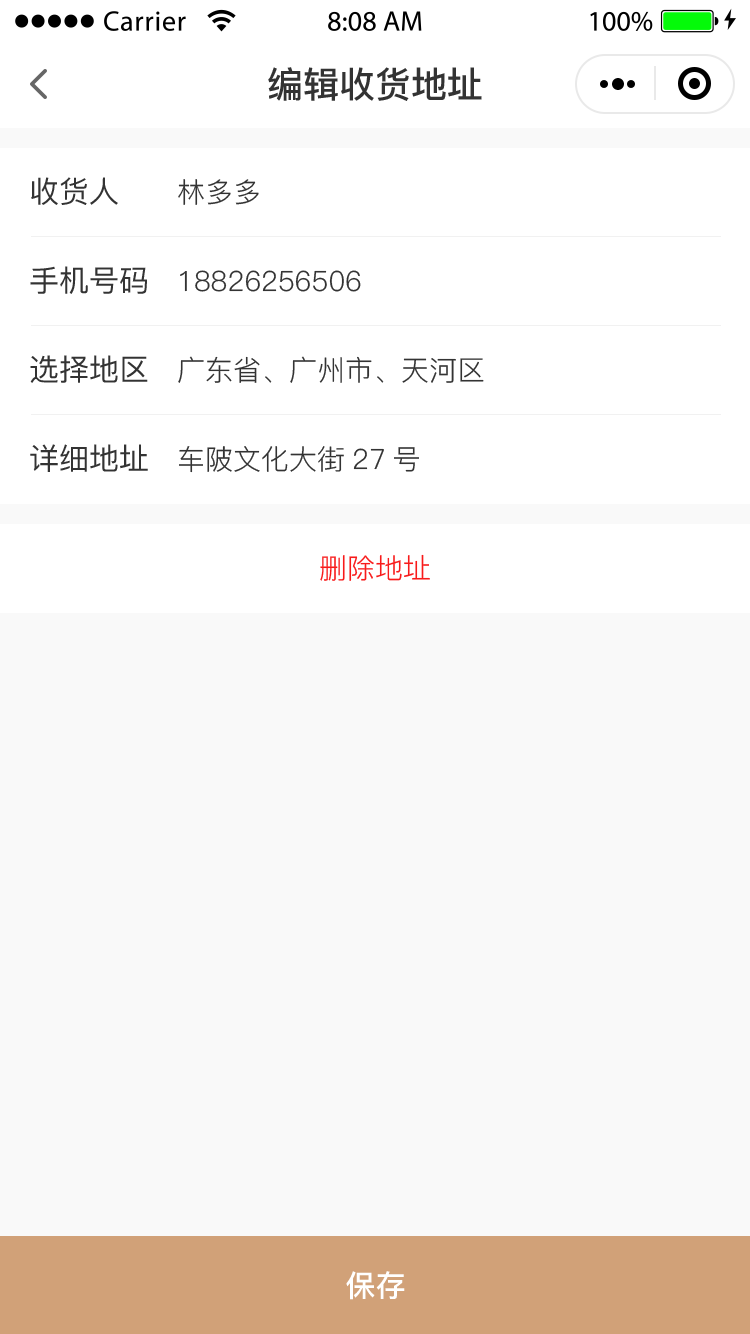 Carrier 8:08 AM 100%
编辑收货地址
收货人 林多多
手机号码 18826256506
选择地区 广东省、广州市、天河区
详细地址 车陂文化大街 27 号
删除地址
保存